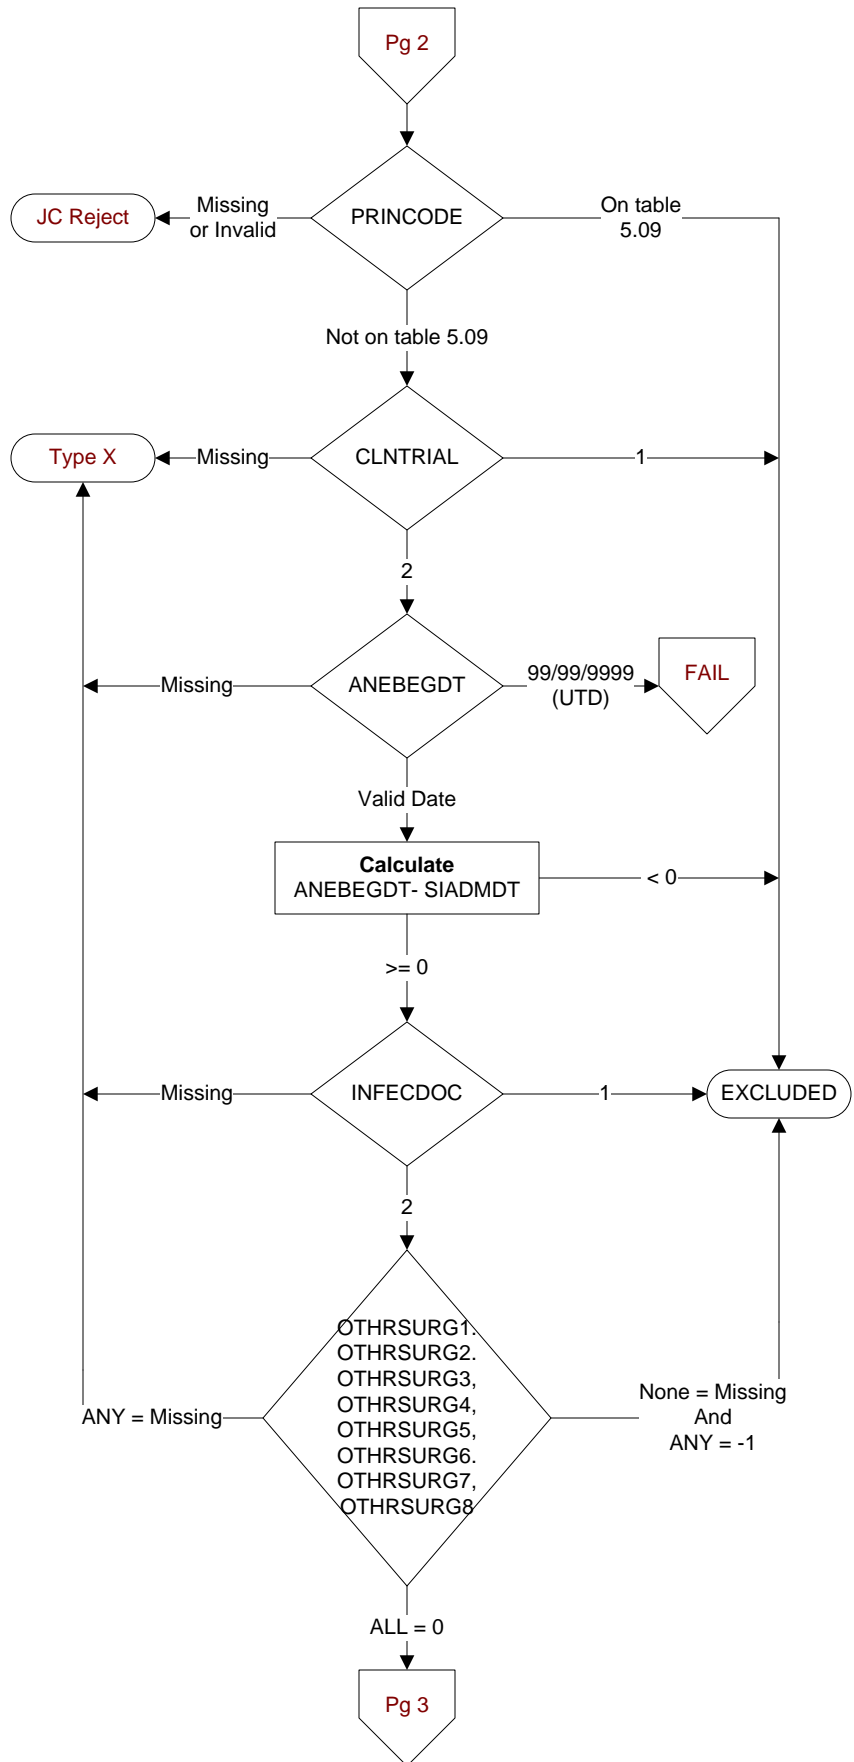 Pg 2
PRINCODE
Missing
or Invalid
JC Reject
On table
5.09
Not on table 5.09
CLNTRIAL
Missing
Type X
1
2
ANEBEGDT
Missing
99/99/9999
(UTD)
FAIL
Valid Date
Calculate
ANEBEGDT- SIADMDT
< 0
>= 0
INFECDOC
Missing
1
EXCLUDED
2
OTHRSURG1.
OTHRSURG2.
OTHRSURG3,
OTHRSURG4,
OTHRSURG5,
OTHRSURG6.
OTHRSURG7,
OTHRSURG8
ANY = Missing
None = Missing
And
ANY = -1
ALL = 0
Pg 3